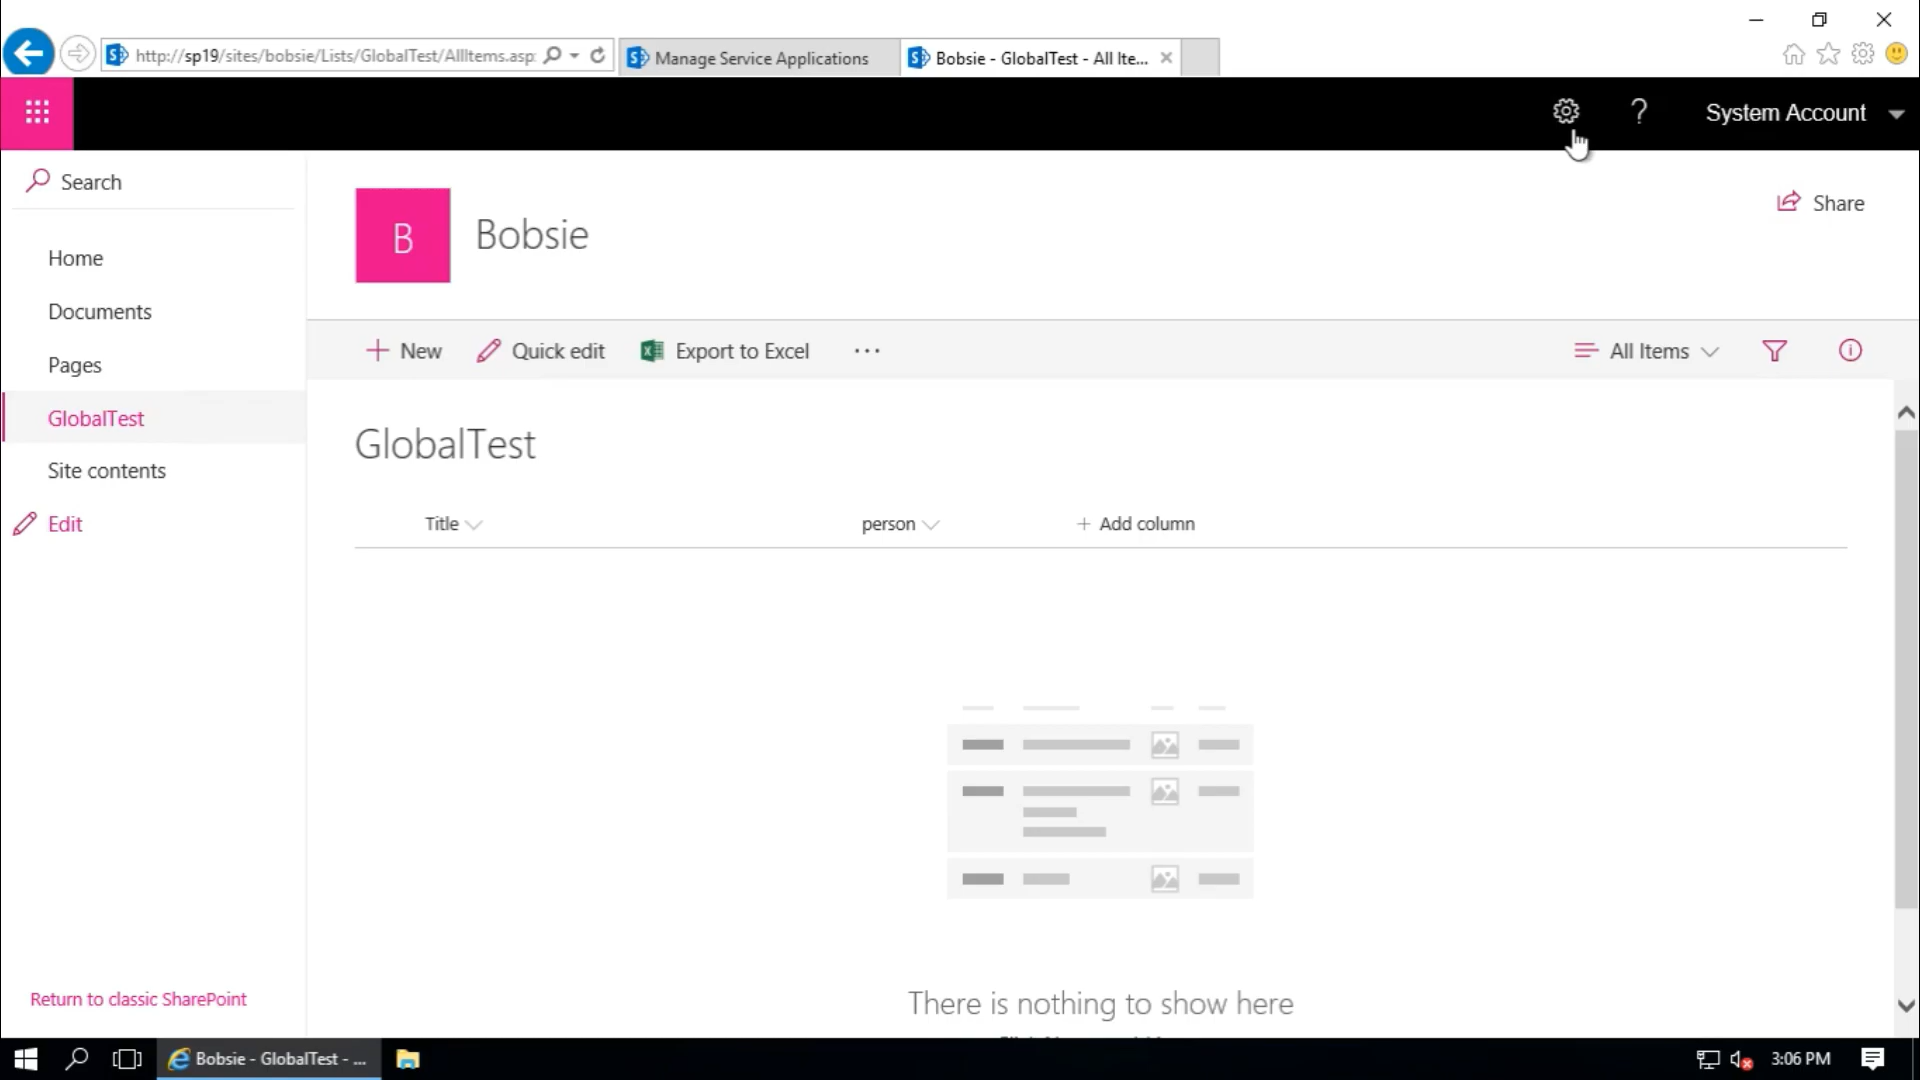 http://sp19/sites/bobsie/Lists/GlobalTest/AllItems.asp
Manage Service Applications
Bobsie - GlobalTest - All Ite...
?
System Account
Search
Share
B
Bobsie
Home
Documents
Pages
GlobalTest
Site contents
Edit
New
Quick edit
Export to Excel
...
All Items
GlobalTest
Title
person
+ Add column
There is nothing to show here
Return to classic SharePoint
Bobsie - GlobalTest - ...
3:06 PM